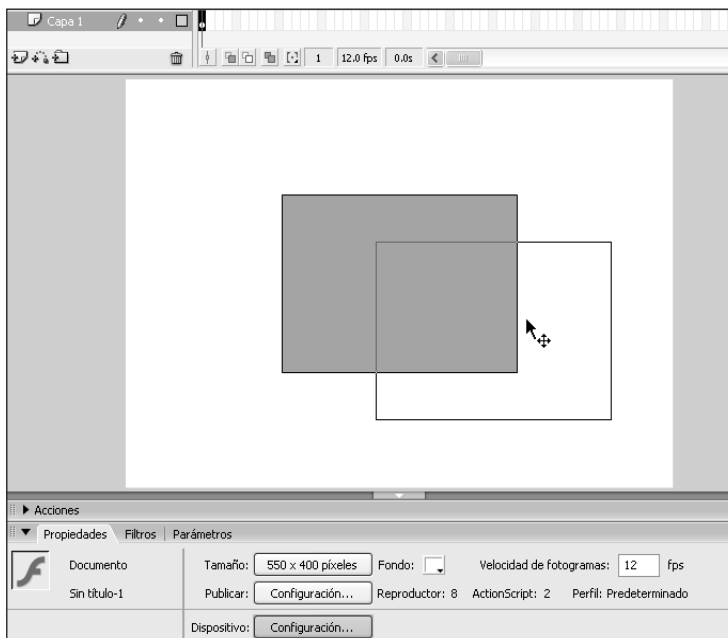 Capa 1
1 12.0 fps 0.0s
Acciones
Propiedades Filtros Parámetros
Documento Tamaño: 550 x 400 píxeles Fondo: Velocidad de fotogramas: 12 fps
Sin título-1 Publicar: Configuración... Reproductor: 8 ActionScript: 2 Perfil: Predeterminado
Dispositivo: Configuración...